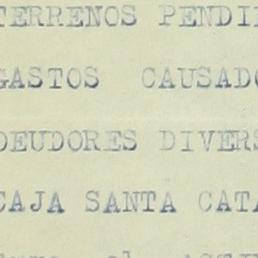 TERRENOS PENDI
GASTOS CAUSADO
DEUDORES DIVERS
CAJA SANTA CATA